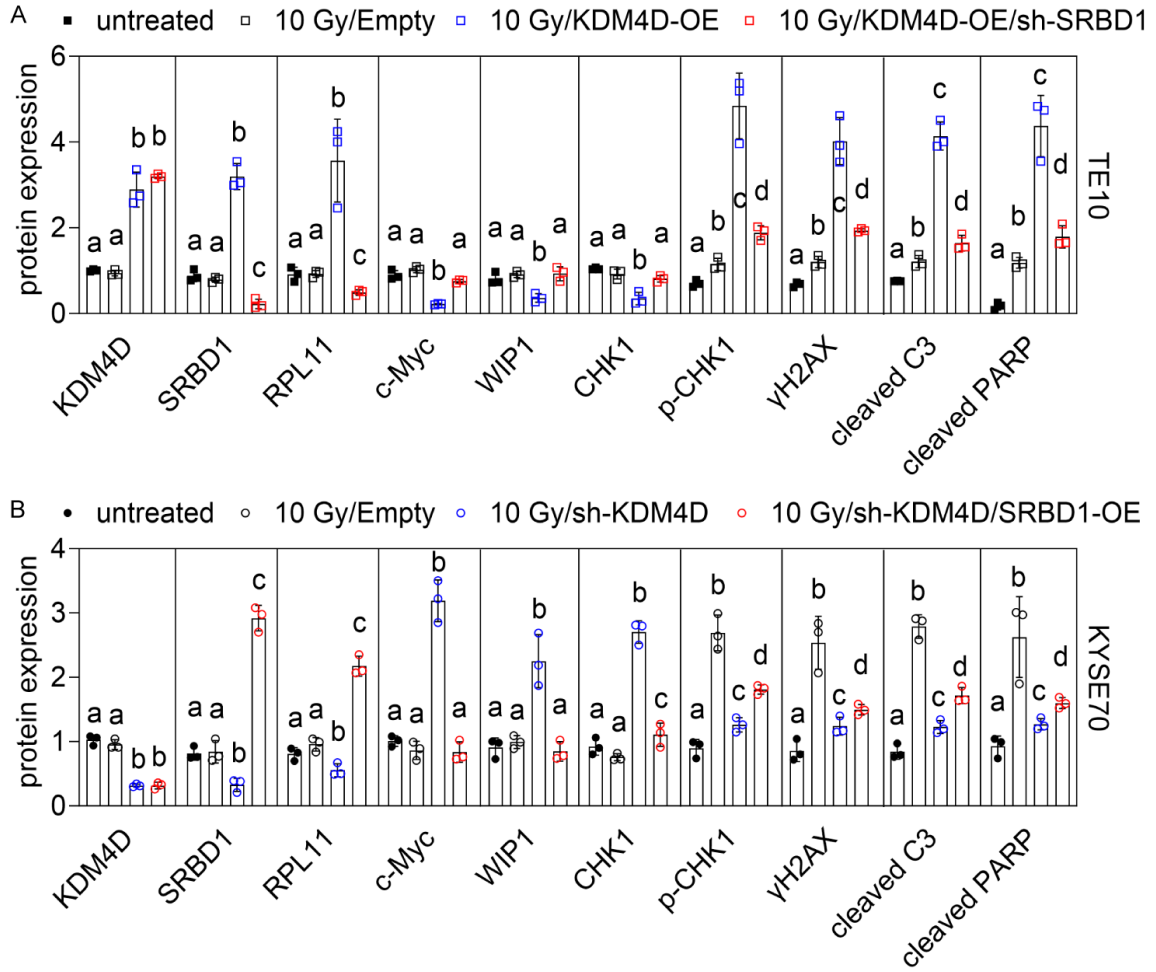 A ■ untreated □ 10 Gy/Empty □ 10 Gy/KDM4D-OE □ 10 Gy/KDM4D-OE/sh-SRBD1
protein expression
6
4
2
0
a a b b
a a b c
a a b c
a a b a
a a b a
a a b a
a b c d
a b c d
a b c d
a b c d
TE10
KDM4D
SRBD1
RPL11
c-Myc
WIP1
CHK1
p-CHK1
γH2AX
cleaved C3
cleaved PARP
B ● untreated ○ 10 Gy/Empty ○ 10 Gy/sh-KDM4D ○ 10 Gy/sh-KDM4D/SRBD1-OE
protein expression
4
3
2
1
0
a a b b
a a b c
a a b c
a a b a
a a b a
a a b c
a b c d
a b c d
a b c d
a b c d
KYSE70
KDM4D
SRBD1
RPL11
c-Myc
WIP1
CHK1
p-CHK1
γH2AX
cleaved C3
cleaved PARP